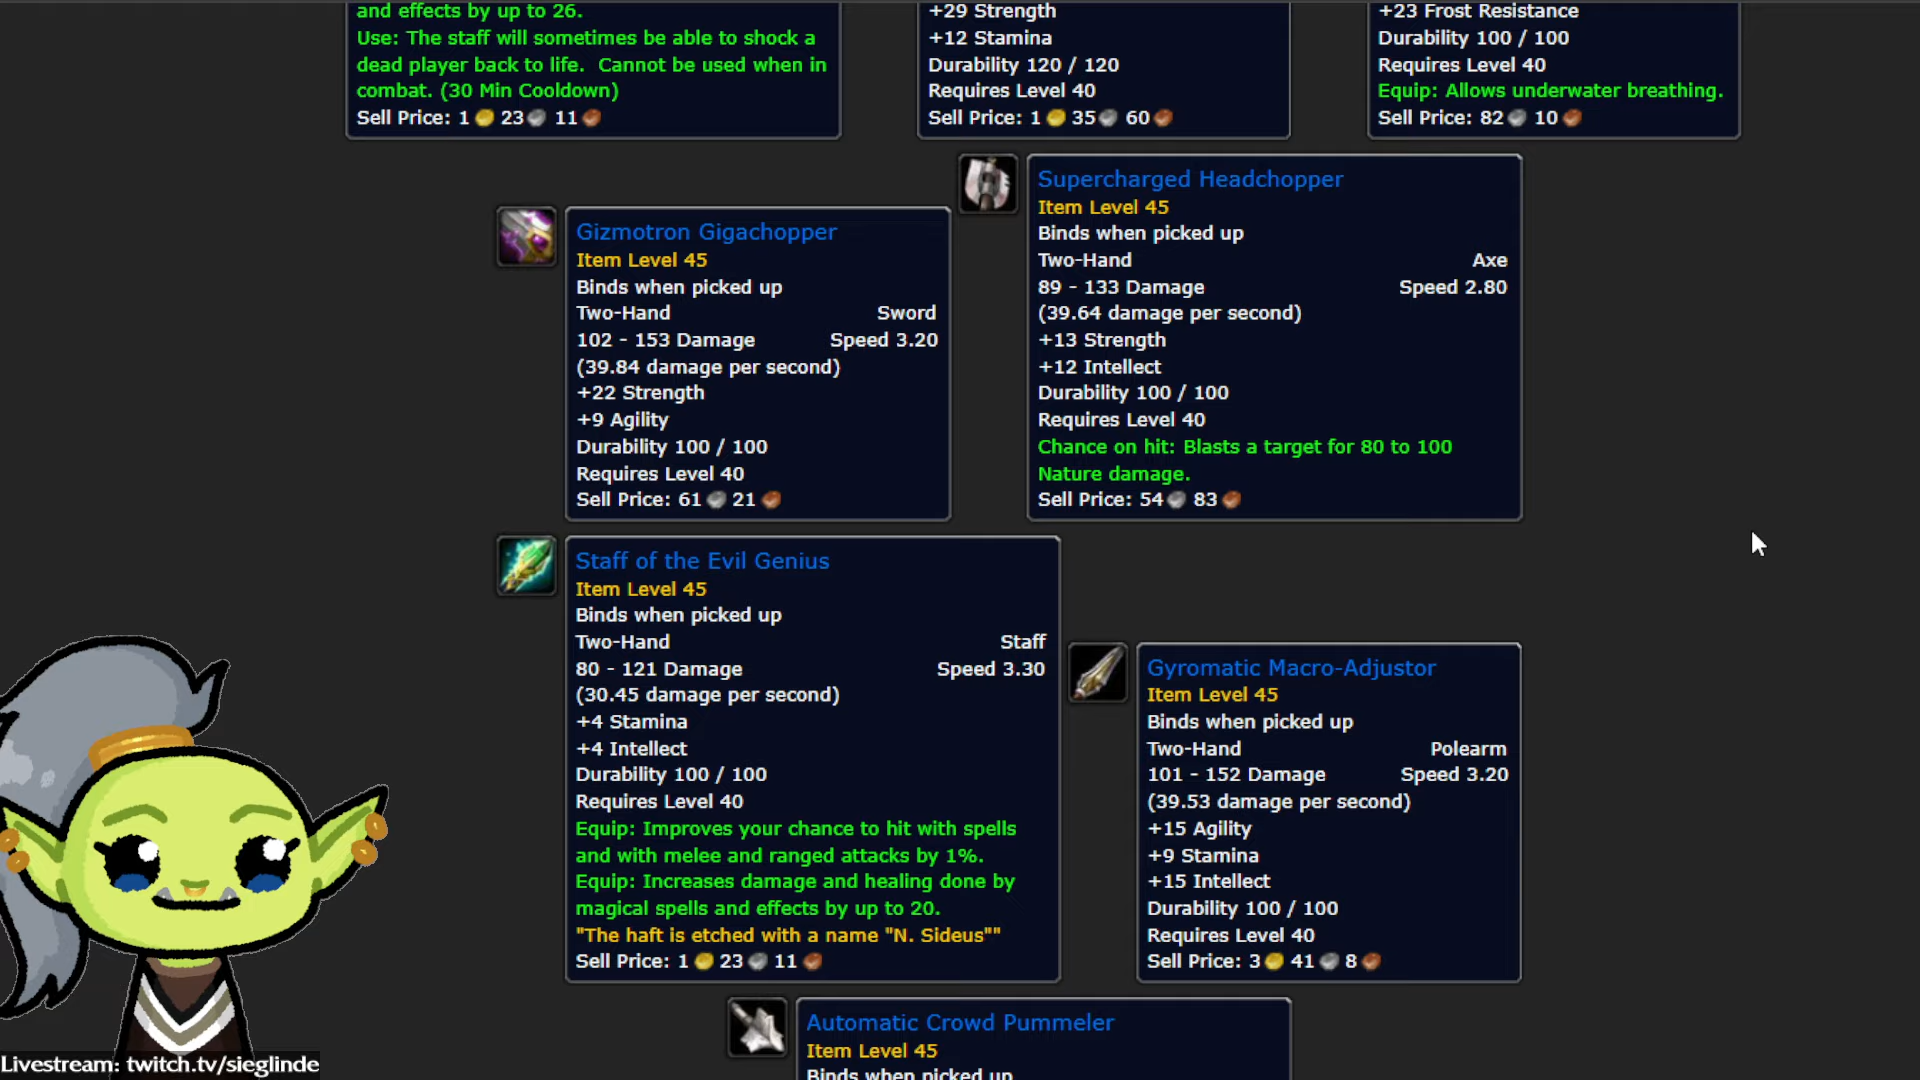 and effects by up to 26.
Use: The staff will sometimes be able to shock a
dead player back to life. Cannot be used when in
combat. (30 Min Cooldown)
Sell Price: 1 23 11
+29 Strength
+12 Stamina
Durability 120 / 120
Requires Level 40
Sell Price: 1 35 60
+23 Frost Resistance
Durability 100 / 100
Requires Level 40
Equip: Allows underwater breathing.
Sell Price: 82 10
Gizmotron Gigachopper
Item Level 45
Binds when picked up
Two-Hand Sword
102 - 153 Damage Speed 3.20
(39.84 damage per second)
+22 Strength
+9 Agility
Durability 100 / 100
Requires Level 40
Sell Price: 61 21
Supercharged Headchopper
Item Level 45
Binds when picked up
Two-Hand Axe
89 - 133 Damage Speed 2.80
(39.64 damage per second)
+13 Strength
+12 Intellect
Durability 100 / 100
Requires Level 40
Chance on hit: Blasts a target for 80 to 100
Nature damage.
Sell Price: 54 83
Staff of the Evil Genius
Item Level 45
Binds when picked up
Two-Hand Staff
80 - 121 Damage Speed 3.30
(30.45 damage per second)
+4 Stamina
+4 Intellect
Durability 100 / 100
Requires Level 40
Equip: Improves your chance to hit with spells
and with melee and ranged attacks by 1%.
Equip: Increases damage and healing done by
magical spells and effects by up to 20.
"The haft is etched with a name "N. Sideus""
Sell Price: 1 23 11
Gyromatic Macro-Adjustor
Item Level 45
Binds when picked up
Two-Hand Polearm
101 - 152 Damage Speed 3.20
(39.53 damage per second)
+15 Agility
+9 Stamina
+15 Intellect
Durability 100 / 100
Requires Level 40
Sell Price: 3 41 8
Automatic Crowd Pummeler
Item Level 45
Binds when picked up
Livestream: twitch.tv/sieglinde